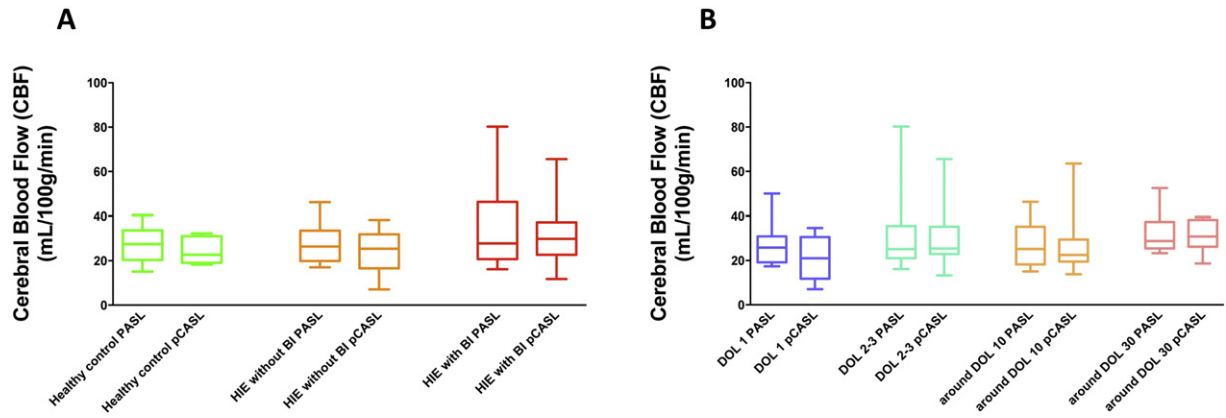 A
Cerebral Blood Flow (CBF)
(mL/100g/min)
100
80
60
40
20
0
Healthy control PASL
Healthy control pCASL
HIE without BI PASL
HIE without BI pCASL
HIE with BI PASL
HIE with BI pCASL
B
Cerebral Blood Flow (CBF)
(mL/100g/min)
100
80
60
40
20
0
DOL 1 PASL
DOL 1 pCASL
DOL 2-3 PASL
DOL 2-3 pCASL
around DOL 10 PASL
around DOL 10 pCASL
around DOL 30 PASL
around DOL 30 pCASL